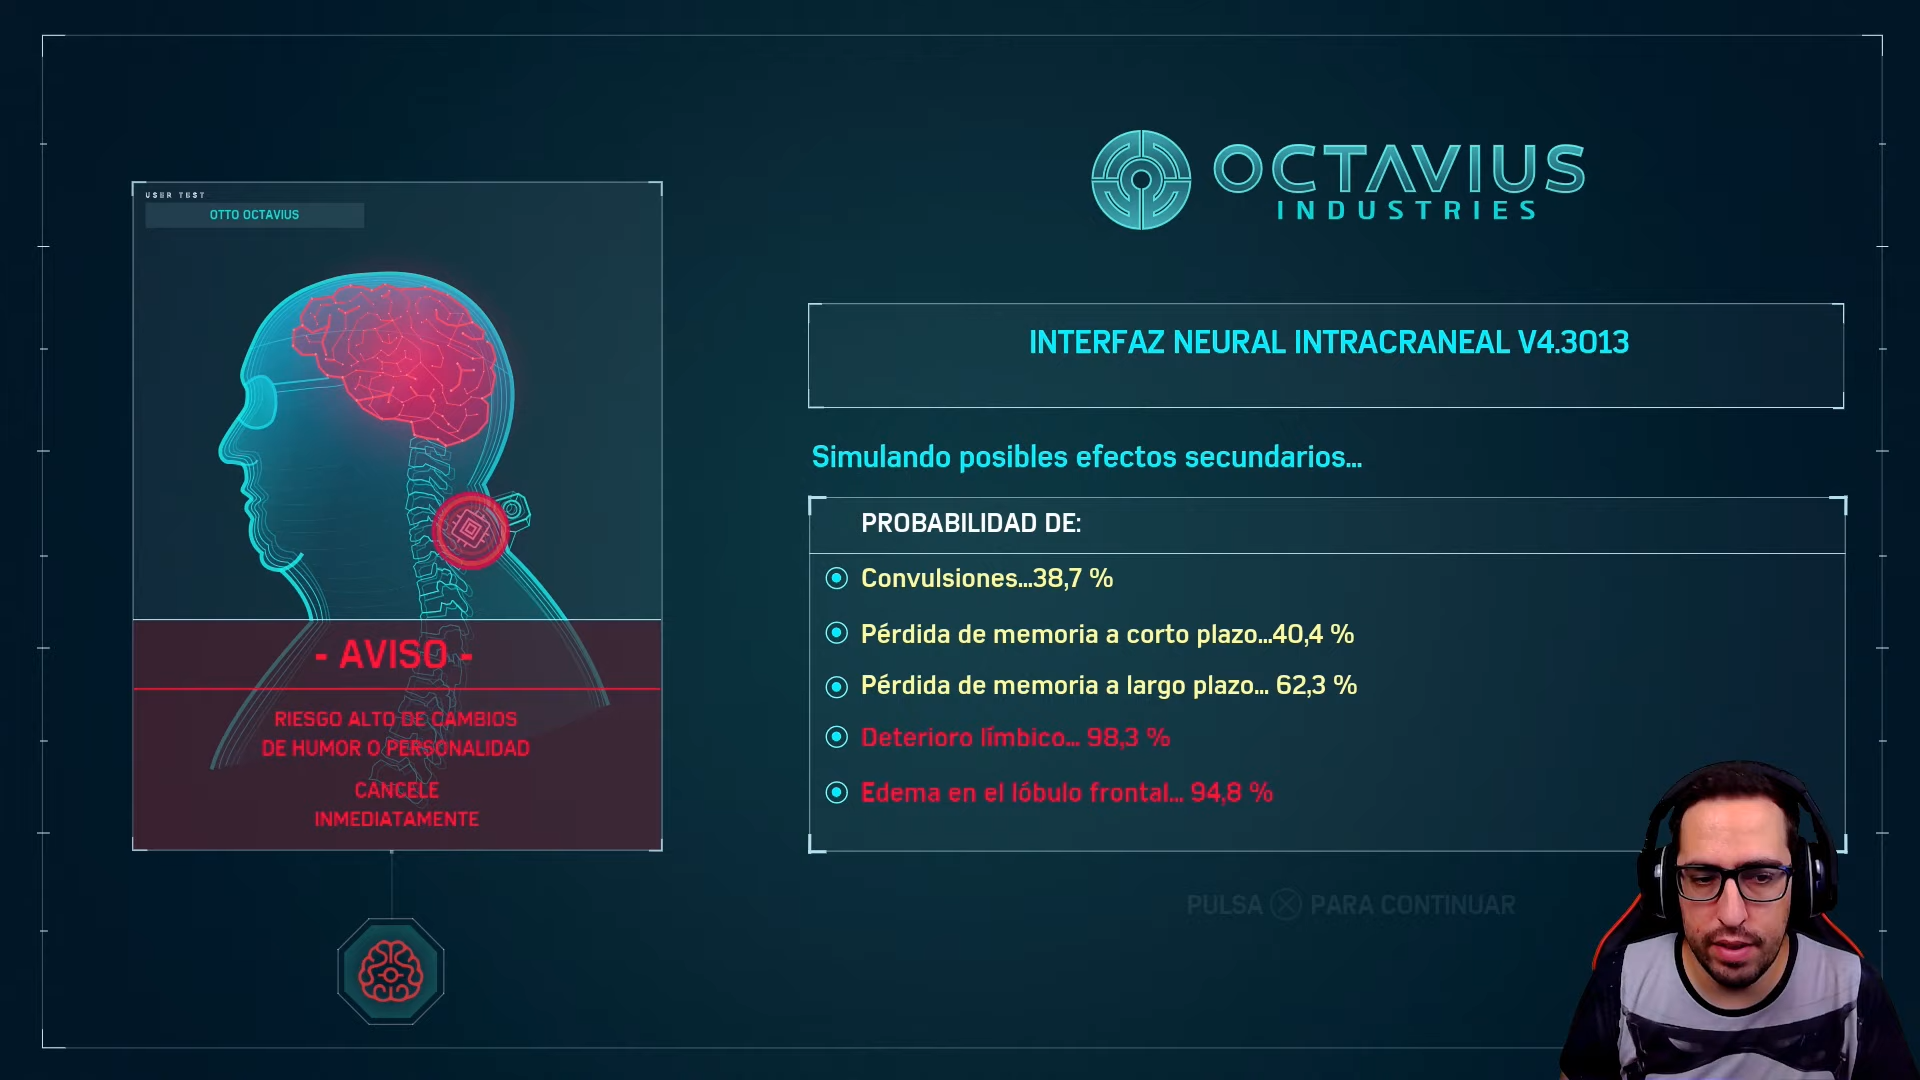 USER TEST
OTTO OCTAVIUS
- AVISO -
RIESGO ALTO DE CAMBIOS
DE HUMOR O PERSONALIDAD
CANCELE
INMEDIATAMENTE
OCTAVIUS
INDUSTRIES
INTERFAZ NEURAL INTRACRANEAL V4.3013
Simulando posibles efectos secundarios...
PROBABILIDAD DE:
Convulsiones...38,7 %
Pérdida de memoria a corto plazo...40,4 %
Pérdida de memoria a largo plazo... 62,3 %
Deterioro límbico... 98,3 %
Edema en el lóbulo frontal... 94,8 %
PULSA PARA CONTINUAR